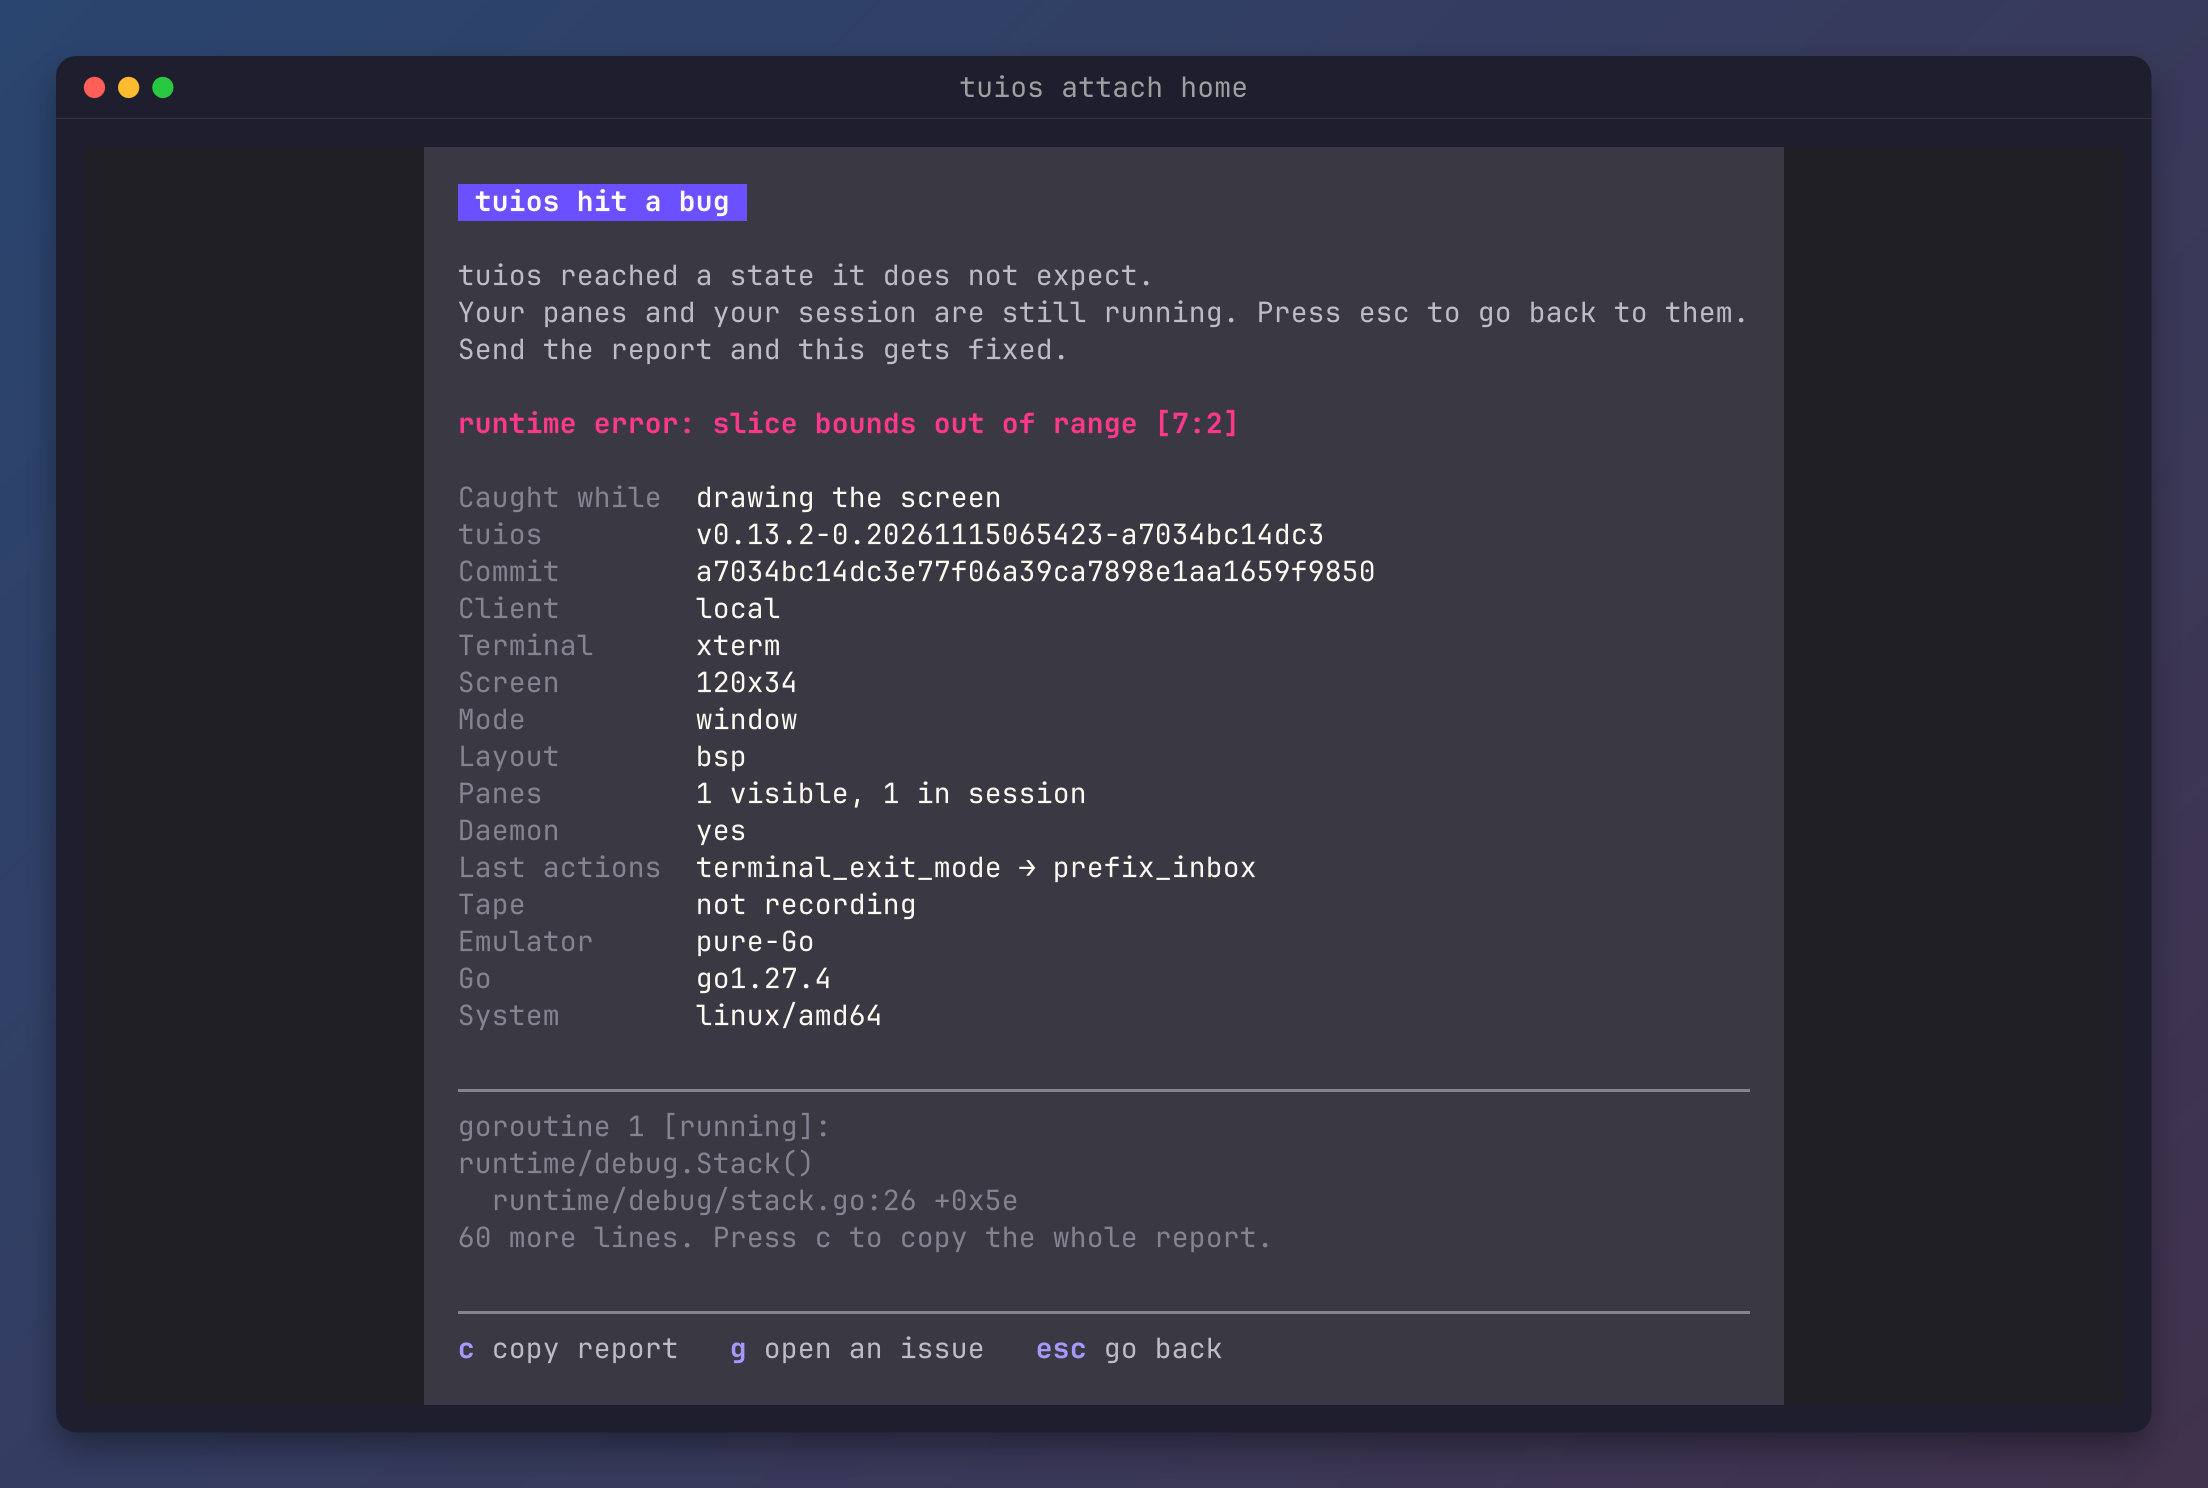 tuios attach home
tuios hit a bug
tuios reached a state it does not expect.
Your panes and your session are still running. Press esc to go back to them.
Send the report and this gets fixed.
runtime error: slice bounds out of range [7:2]
Caught while drawing the screen
tuios v0.13.2-0.20261115065423-a7034bc14dc3
Commit a7034bc14dc3e77f06a39ca7898e1aa1659f9850
Client local
Terminal xterm
Screen 120x34
Mode window
Layout bsp
Panes 1 visible, 1 in session
Daemon yes
Last actions terminal_exit_mode → prefix_inbox
Tape not recording
Emulator pure-Go
Go go1.27.4
System linux/amd64
goroutine 1 [running]:
runtime/debug.Stack()
runtime/debug/stack.go:26 +0x5e
60 more lines. Press c to copy the whole report.
c copy report g open an issue esc go back